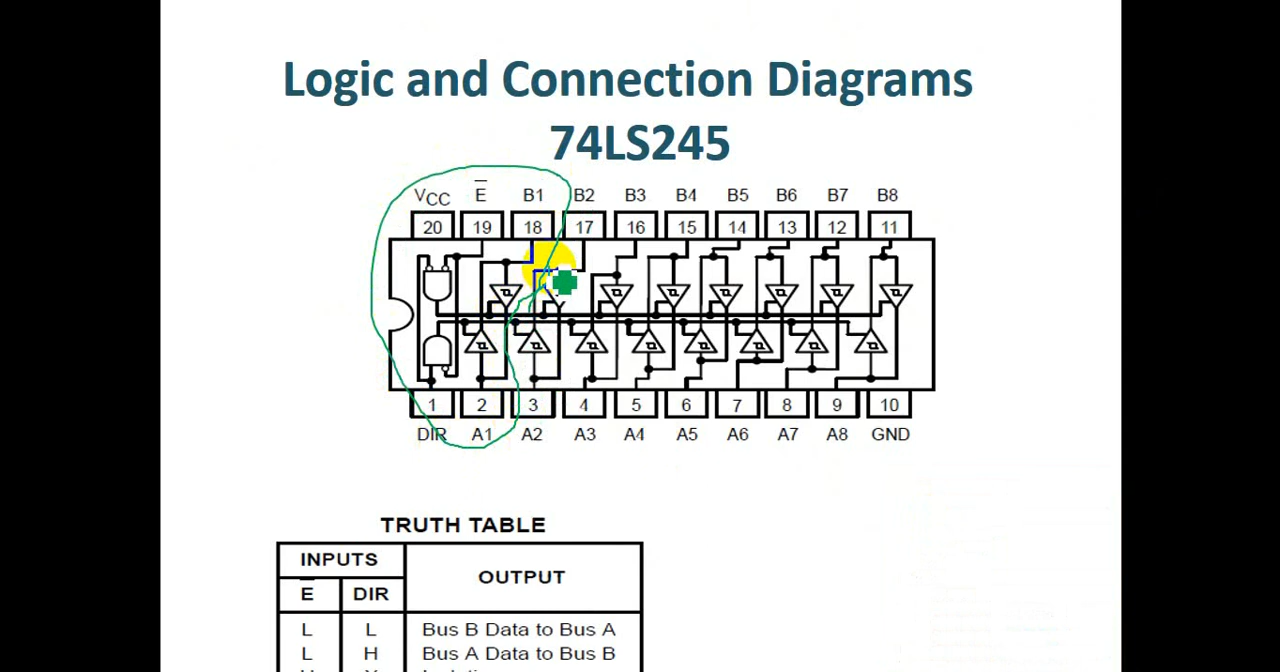 Logic and Connection Diagrams
74LS245
VCC E B1 B2 B3 B4 B5 B6 B7 B8
20 19 18 17 16 15 14 13 12 11
1 2 3 4 5 6 7 8 9 10
DIR A1 A2 A3 A4 A5 A6 A7 A8 GND
TRUTH TABLE
INPUTS
OUTPUT
E DIR
L L Bus B Data to Bus A
L H Bus A Data to Bus B